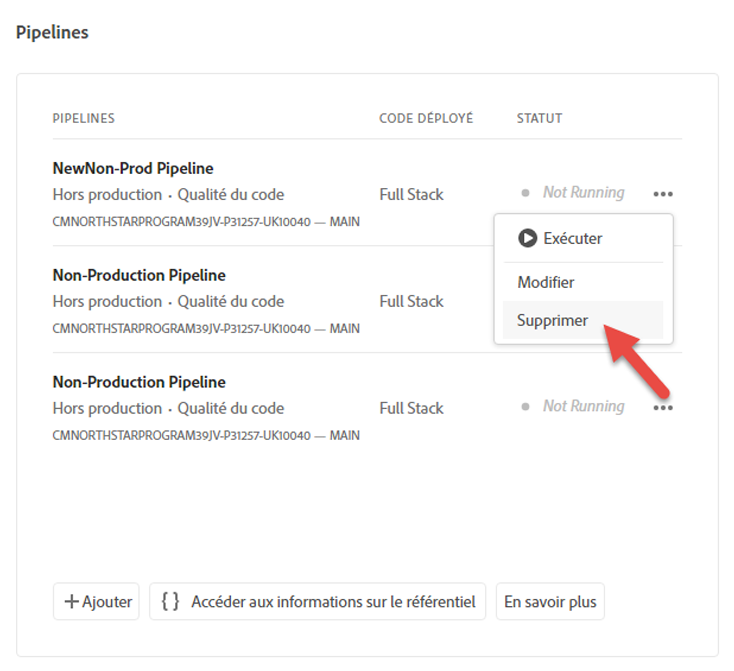 Pipelines
PIPELINES CODE DÉPLOYÉ STATUT
NewNon-Prod Pipeline
Hors production · Qualité du code Full Stack Not Running
CMNORTHSTARPROGRAM39JV-P31257-UK10040 — MAIN
Exécuter
Non-Production Pipeline
Modifier
Hors production · Qualité du code Full Stack
Supprimer
CMNORTHSTARPROGRAM39JV-P31257-UK10040 — MAIN
Non-Production Pipeline
Hors production · Qualité du code Full Stack Not Running
CMNORTHSTARPROGRAM39JV-P31257-UK10040 — MAIN
Ajouter Accéder aux informations sur le référentiel En savoir plus